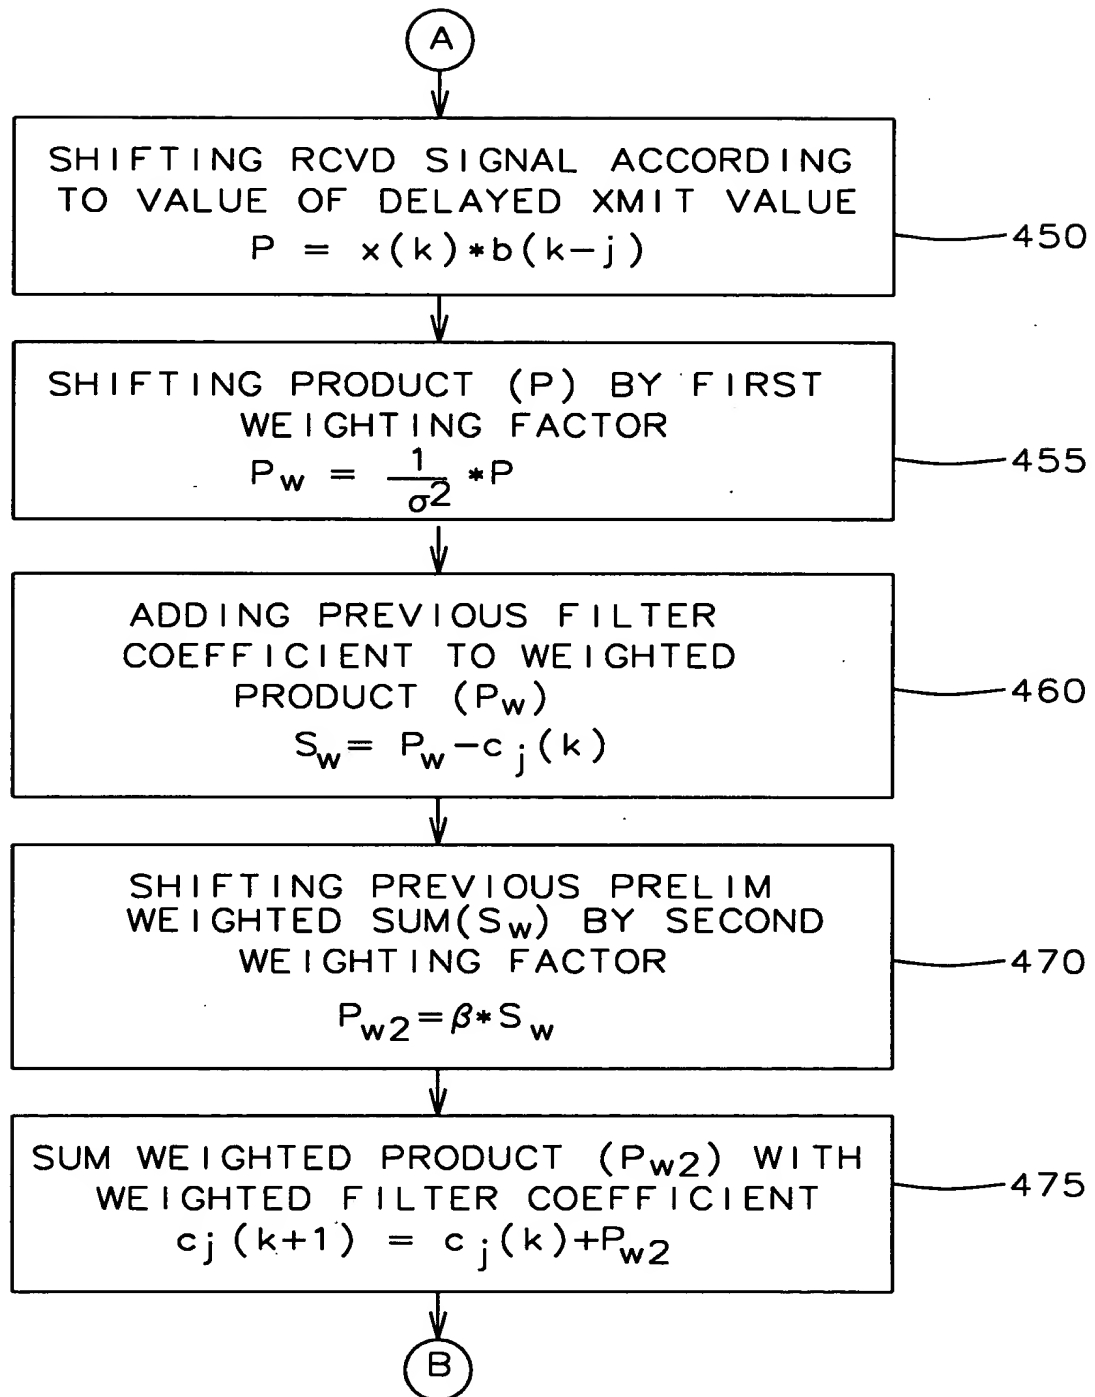 A
SHIFTING RCVD SIGNAL ACCORDING
TO VALUE OF DELAYED XMIT VALUE
P = x(k)*b(k-j)
450
SHIFTING PRODUCT (P) BY FIRST
WEIGHTING FACTOR
Pw = 1/σ2 *P
455
ADDING PREVIOUS FILTER
COEFFICIENT TO WEIGHTED
PRODUCT (Pw)
Sw= Pw-cj(k)
460
SHIFTING PREVIOUS PRELIM
WEIGHTED SUM(Sw) BY SECOND
WEIGHTING FACTOR
Pw2=β*Sw
470
SUM WEIGHTED PRODUCT (Pw2) WITH
WEIGHTED FILTER COEFFICIENT
cj(k+1) = cj(k)+Pw2
475
B